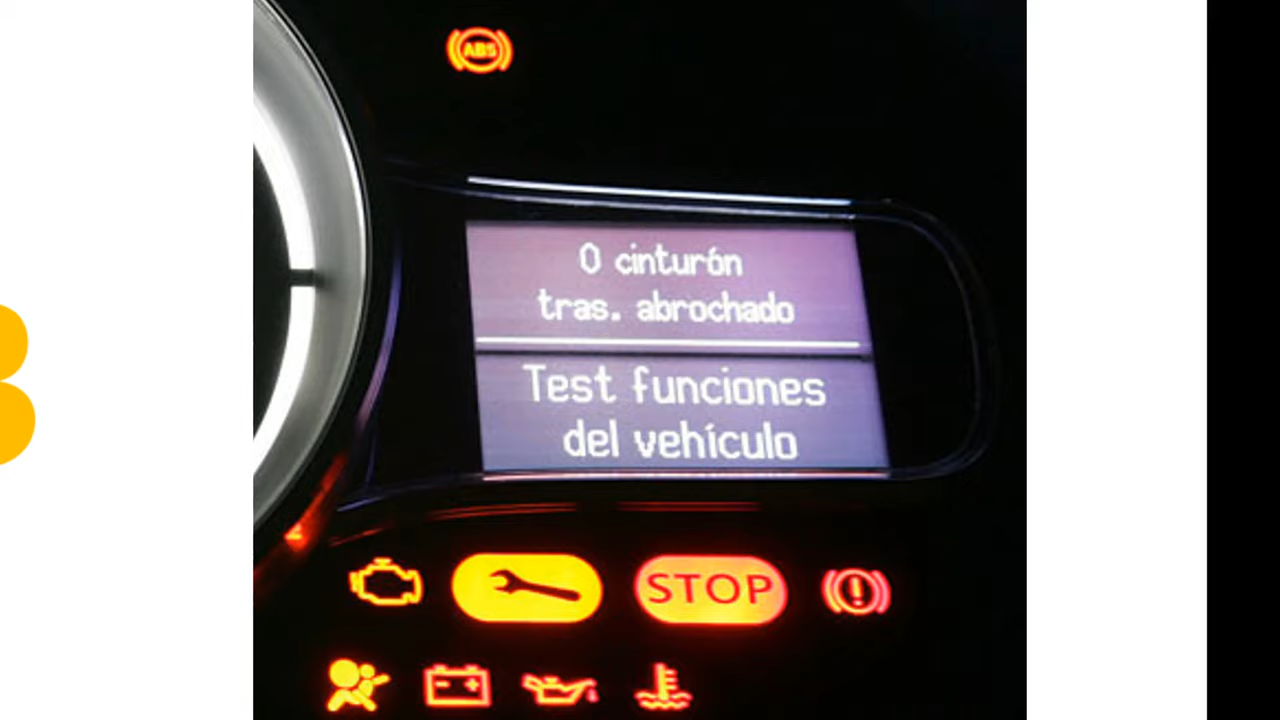 ABS
0 cinturón
tras. abrochado
Test funciones
del vehículo
STOP